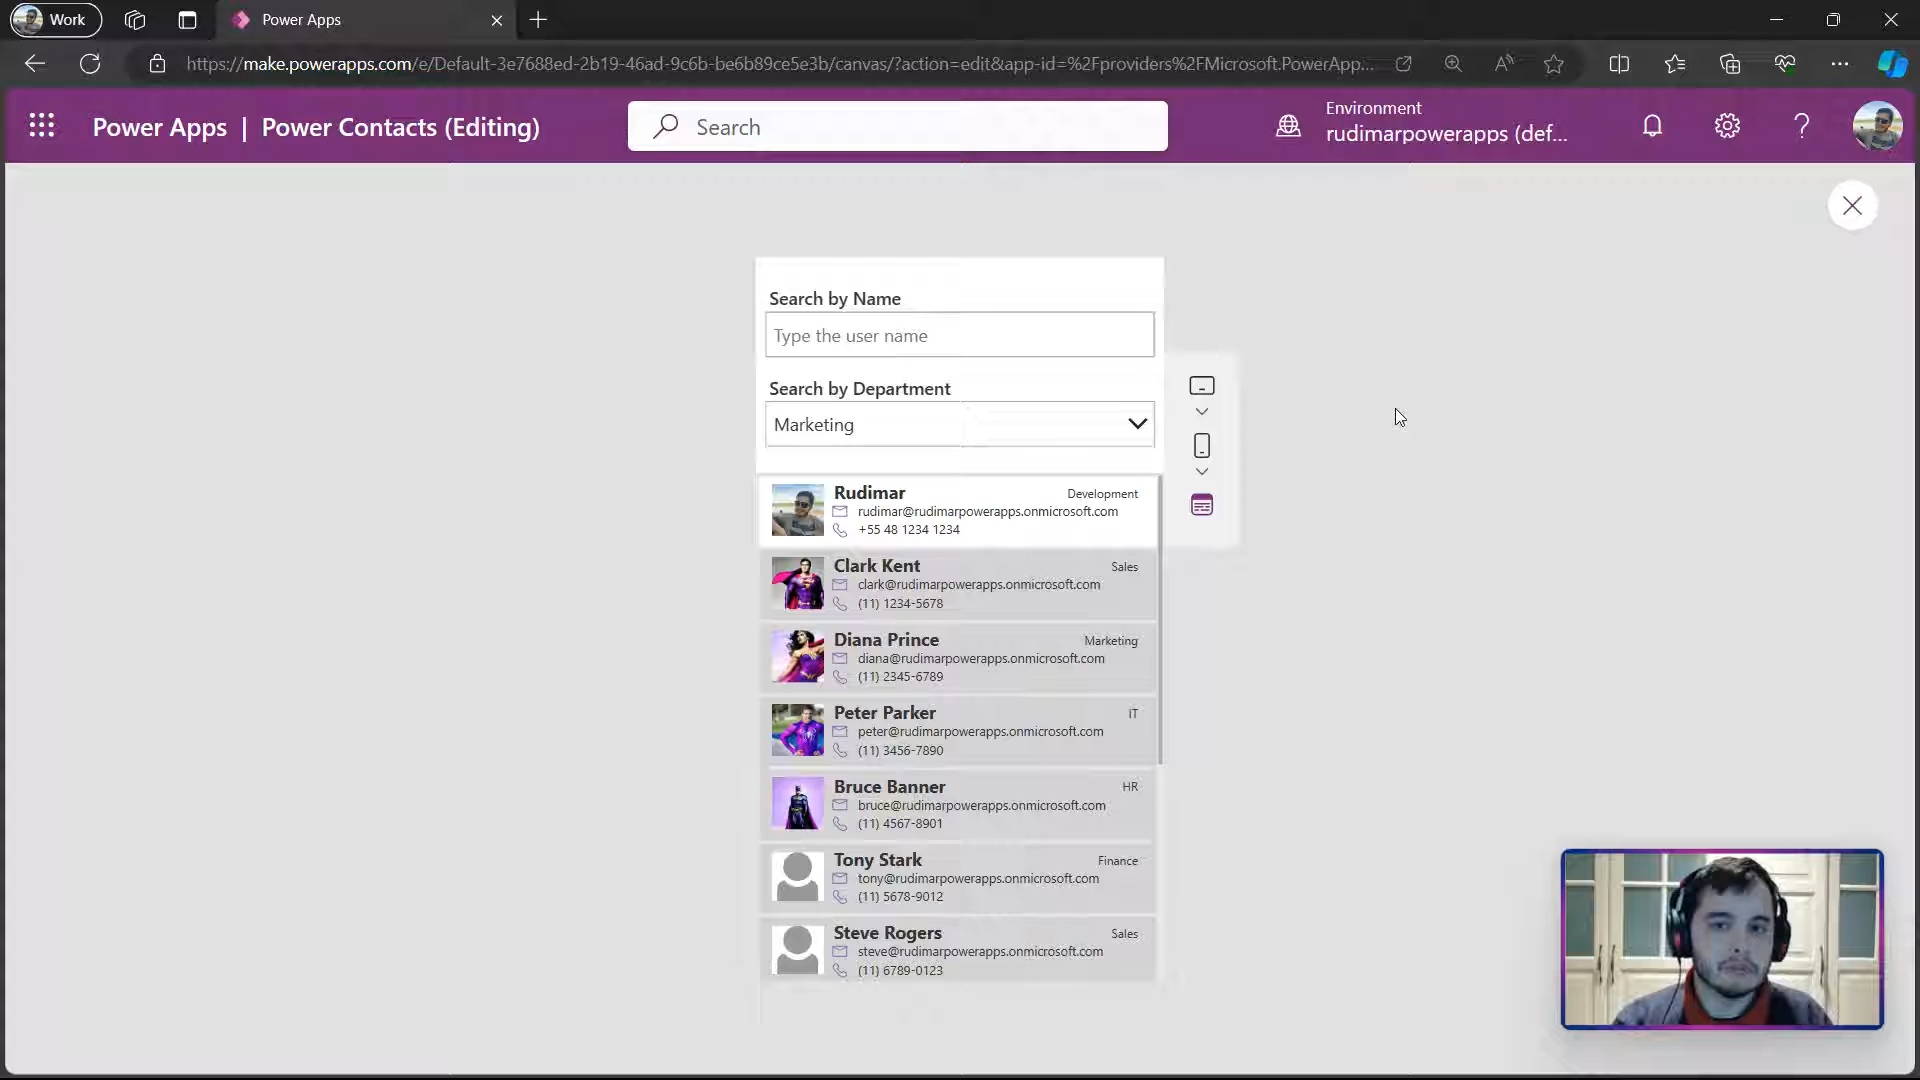 Work
Power Apps
https://make.powerapps.com/e/Default-3e7688ed-2b19-46ad-9c6b-be6b89ce5e3b/canvas/?action=edit&app-id=%2Fproviders%2FMicrosoft.PowerApp...
Power Apps | Power Contacts (Editing)
Search
Environment
rudimarpowerapps (def...
Search by Name
Type the user name
Search by Department
Marketing
Rudimar
Development
rudimar@rudimarpowerapps.onmicrosoft.com
+55 48 1234 1234
Clark Kent
Sales
clark@rudimarpowerapps.onmicrosoft.com
(11) 1234-5678
Diana Prince
Marketing
diana@rudimarpowerapps.onmicrosoft.com
(11) 2345-6789
Peter Parker
IT
peter@rudimarpowerapps.onmicrosoft.com
(11) 3456-7890
Bruce Banner
HR
bruce@rudimarpowerapps.onmicrosoft.com
(11) 4567-8901
Tony Stark
Finance
tony@rudimarpowerapps.onmicrosoft.com
(11) 5678-9012
Steve Rogers
Sales
steve@rudimarpowerapps.onmicrosoft.com
(11) 6789-0123